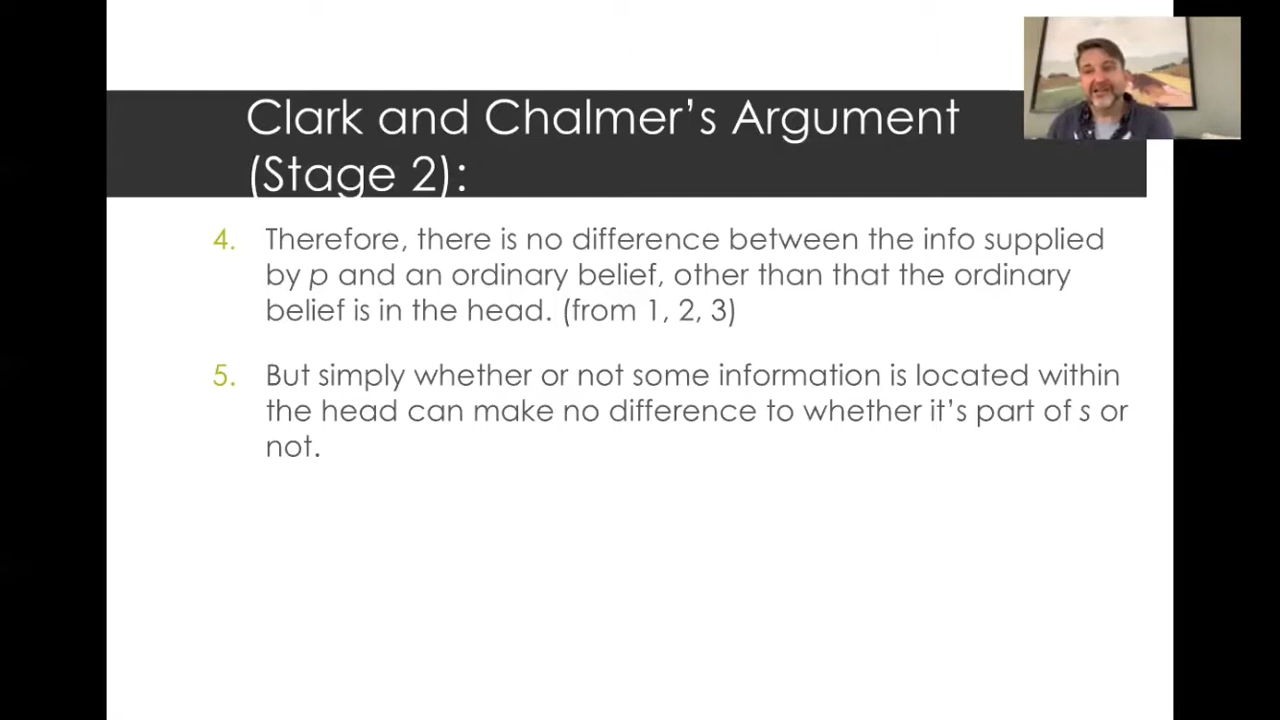 Clark and Chalmer’s Argument
(Stage 2):
4. Therefore, there is no difference between the info supplied
by p and an ordinary belief, other than that the ordinary
belief is in the head. (from 1, 2, 3)
5. But simply whether or not some information is located within
the head can make no difference to whether it’s part of s or
not.